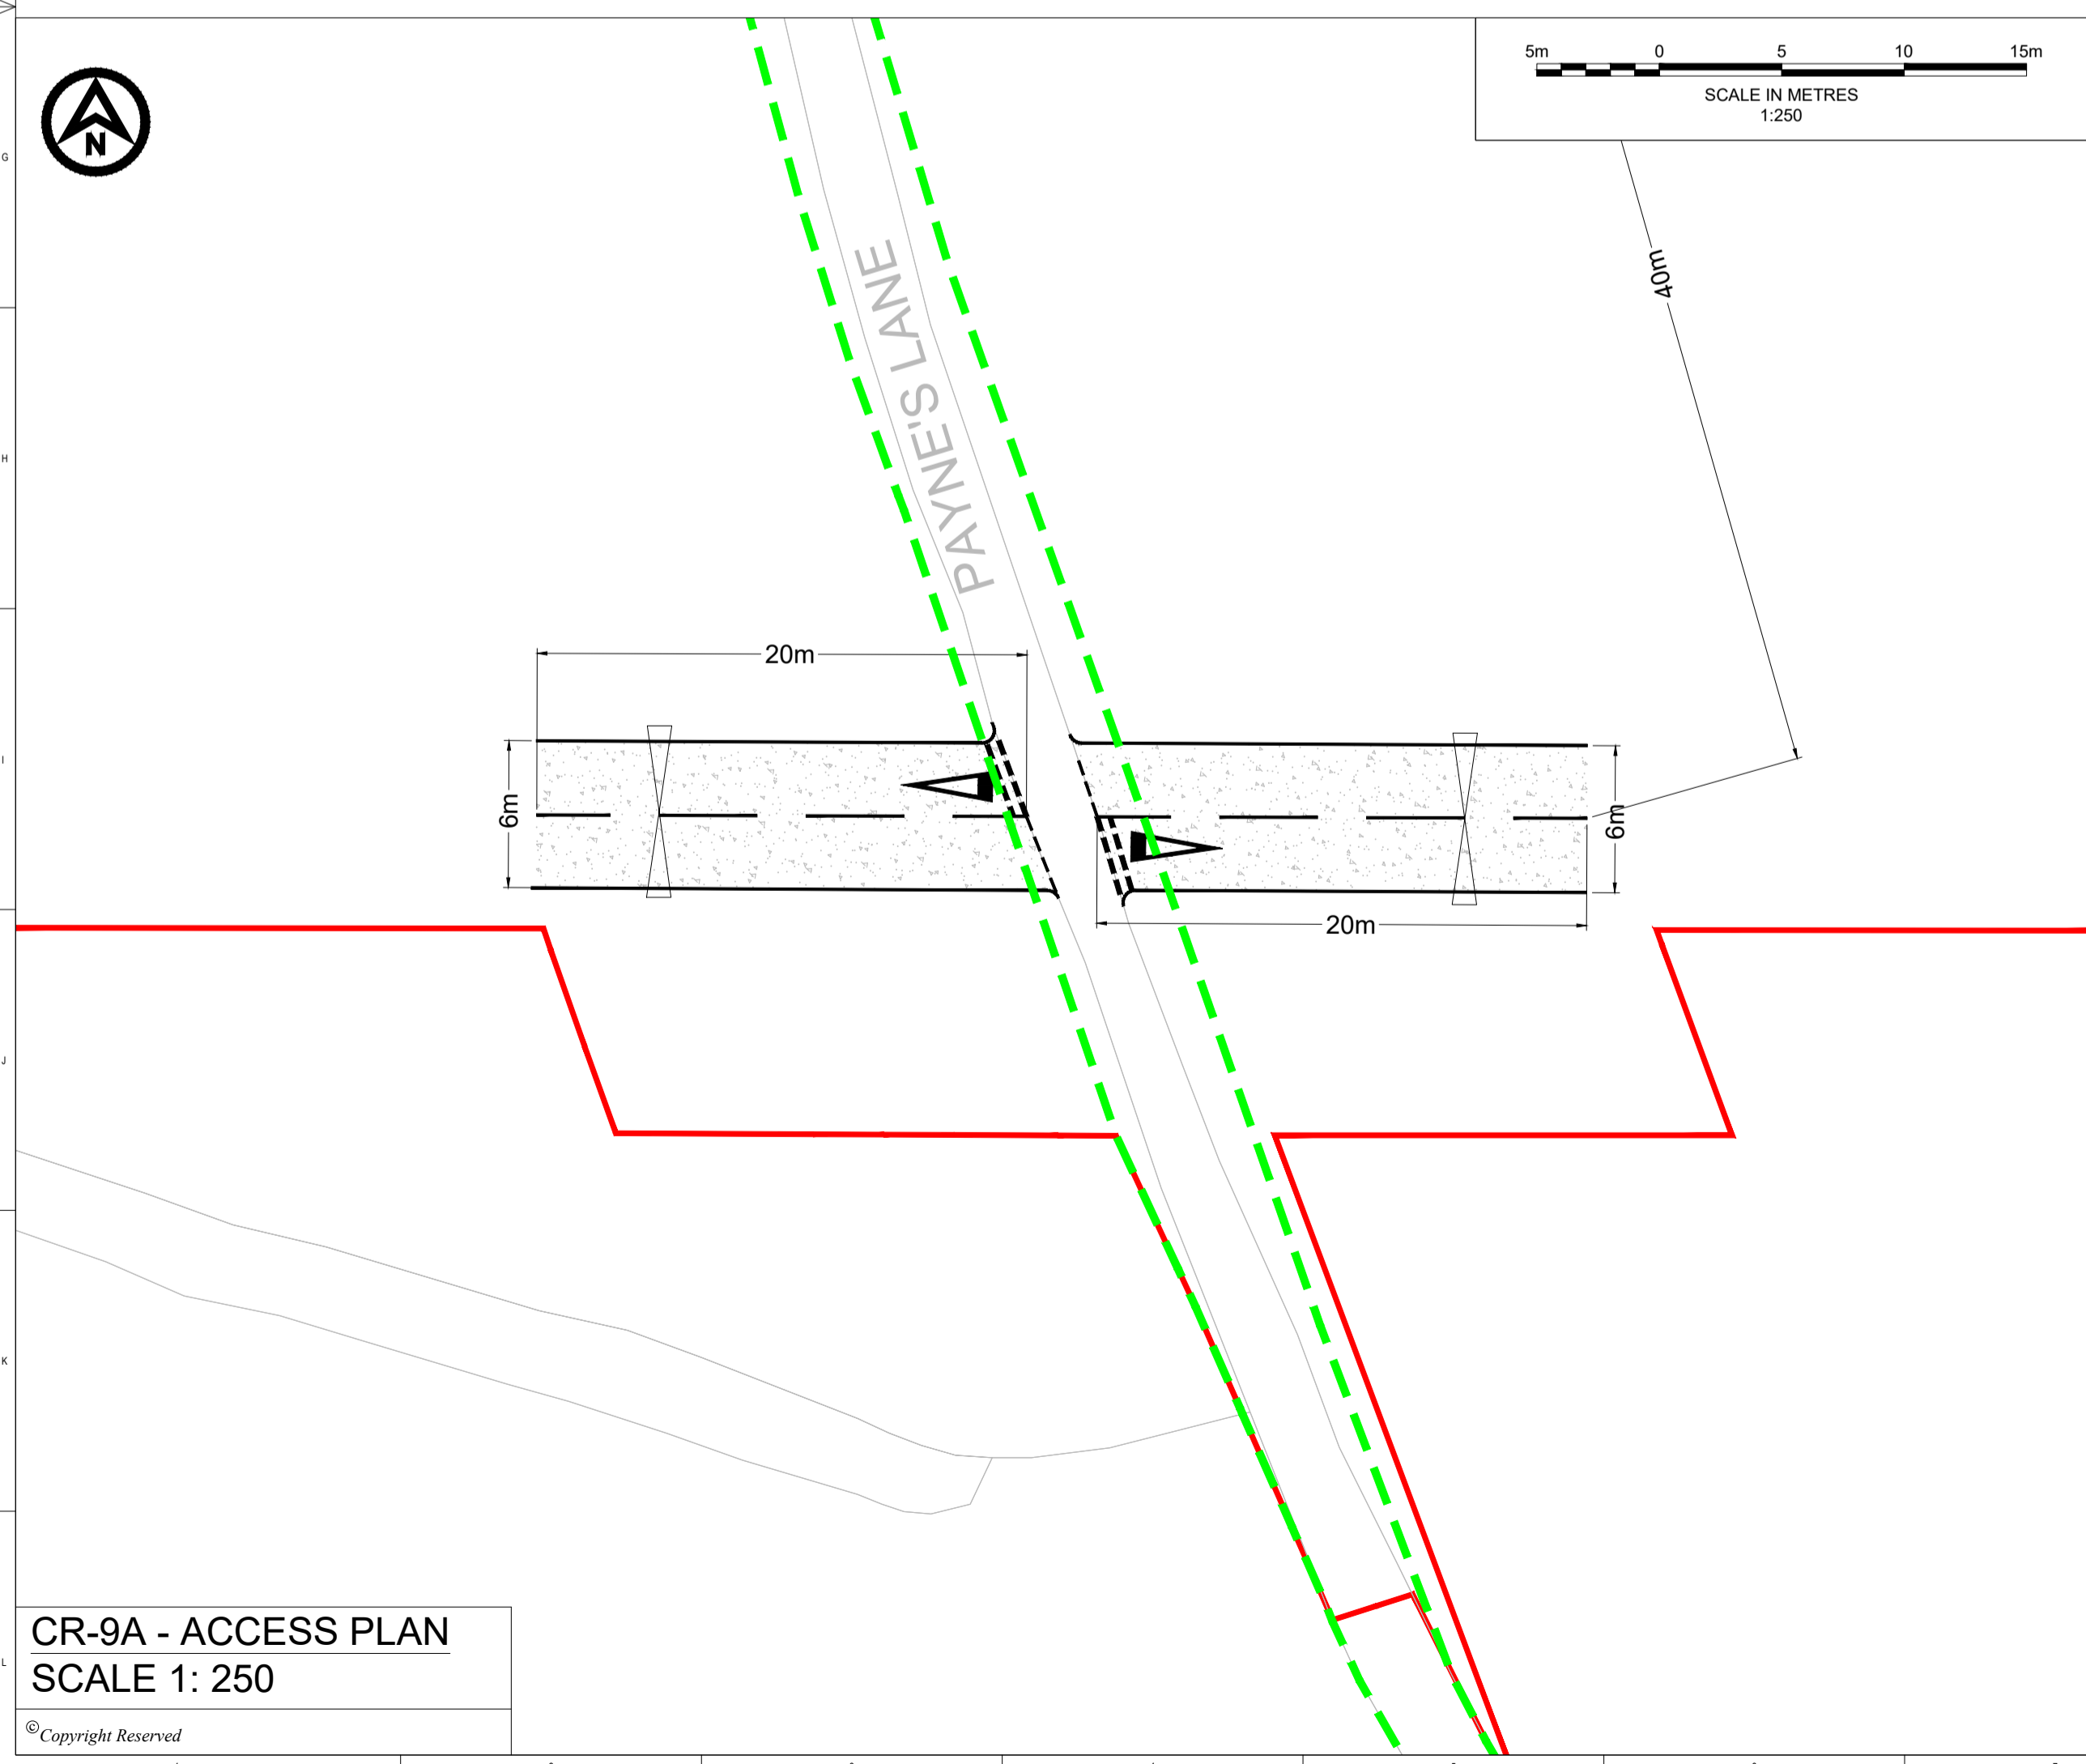 5m 0 5 10 15m
SCALE IN METRES
1:250
N
G
40m
PAYNE'S LANE
H
20m
I
6m
6m
20m
J
K
L
CR-9A - ACCESS PLAN
SCALE 1: 250
©Copyright Reserved